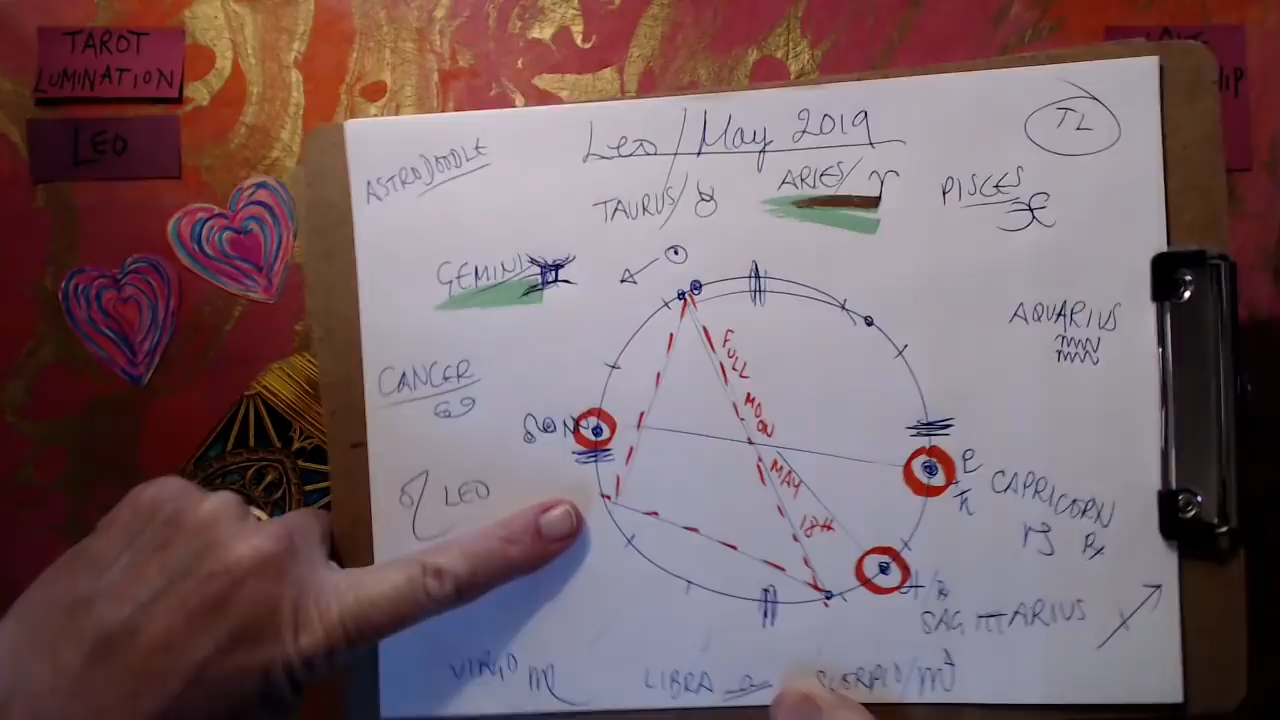 TAROT
LUMINATION
LEO
ASTRODOODLE
Leo/May 2019
TL
TAURUS/♉
ARIES/♈
PISCES
♓
GEMINI ♊
AQUARIUS
♒
CANCER
♋
♌ LEO
FULL
MOON
MAY
18th
CAPRICORN
♑ ℞
SAGITTARIUS
VIRGO ♍
LIBRA ♎
SCORPIO/♏